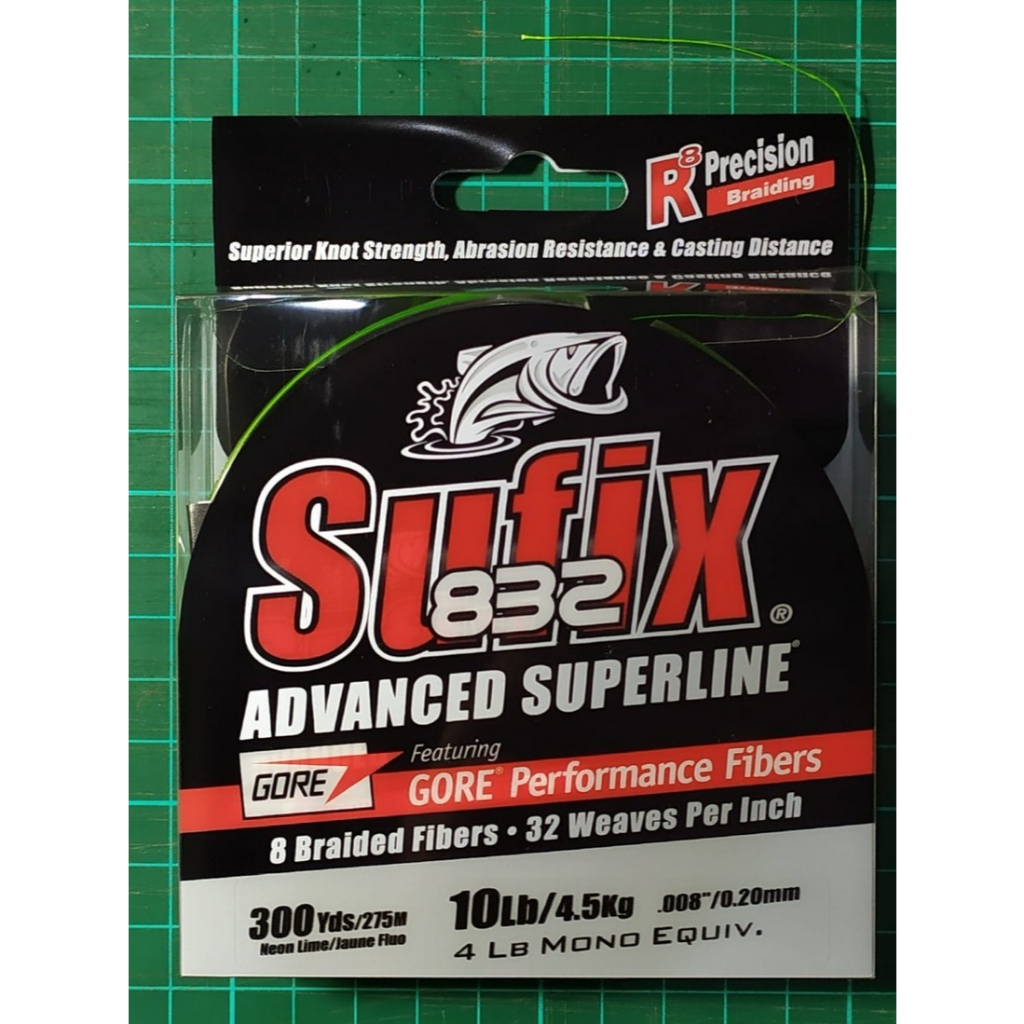 R8 Precision
Braiding
Superior Knot Strength, Abrasion Resistance & Casting Distance
Sufix®
832
ADVANCED SUPERLINE®
GORE
Featuring
GORE® Performance Fibers
8 Braided Fibers • 32 Weaves Per Inch
300Yds/275M 10Lb/4.5Kg .008"/0.20mm
Neon Lime/Jaune Fluo 4 LB MONO EQUIV.